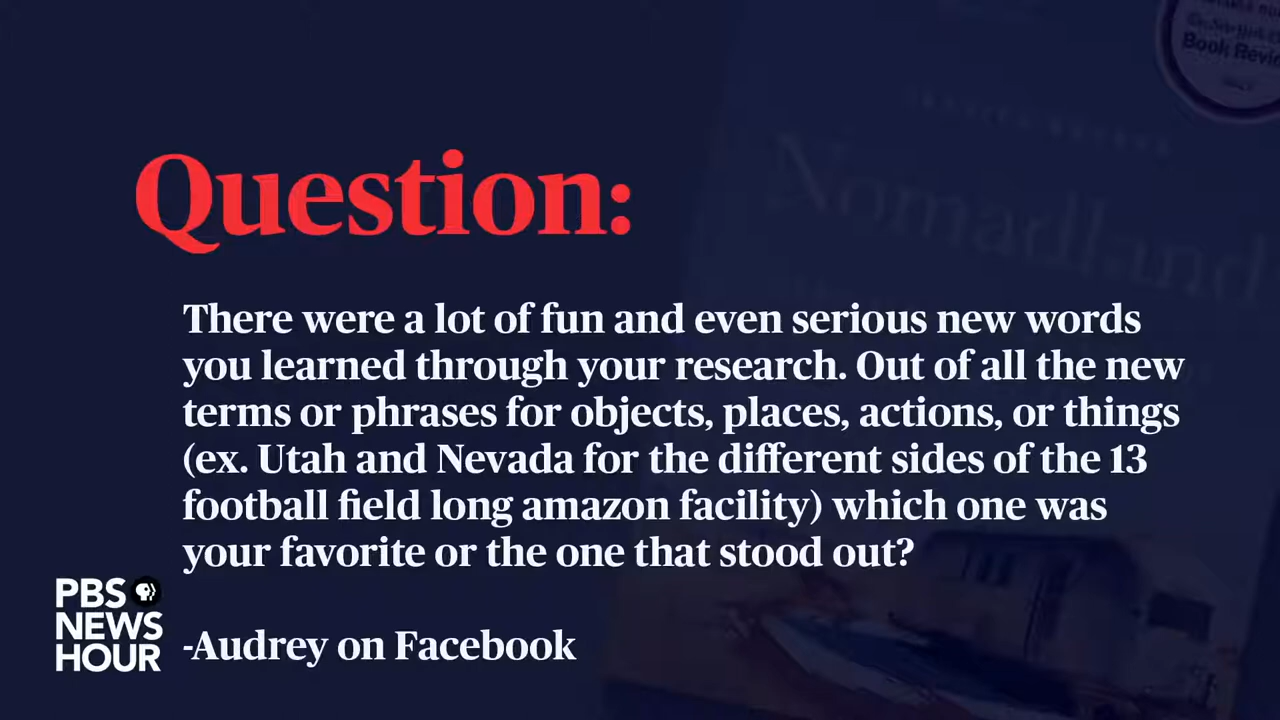 Book Review
Nomadland
Question:
There were a lot of fun and even serious new words
you learned through your research. Out of all the new
terms or phrases for objects, places, actions, or things
(ex. Utah and Nevada for the different sides of the 13
football field long amazon facility) which one was
your favorite or the one that stood out?
-Audrey on Facebook
PBS
NEWS
HOUR